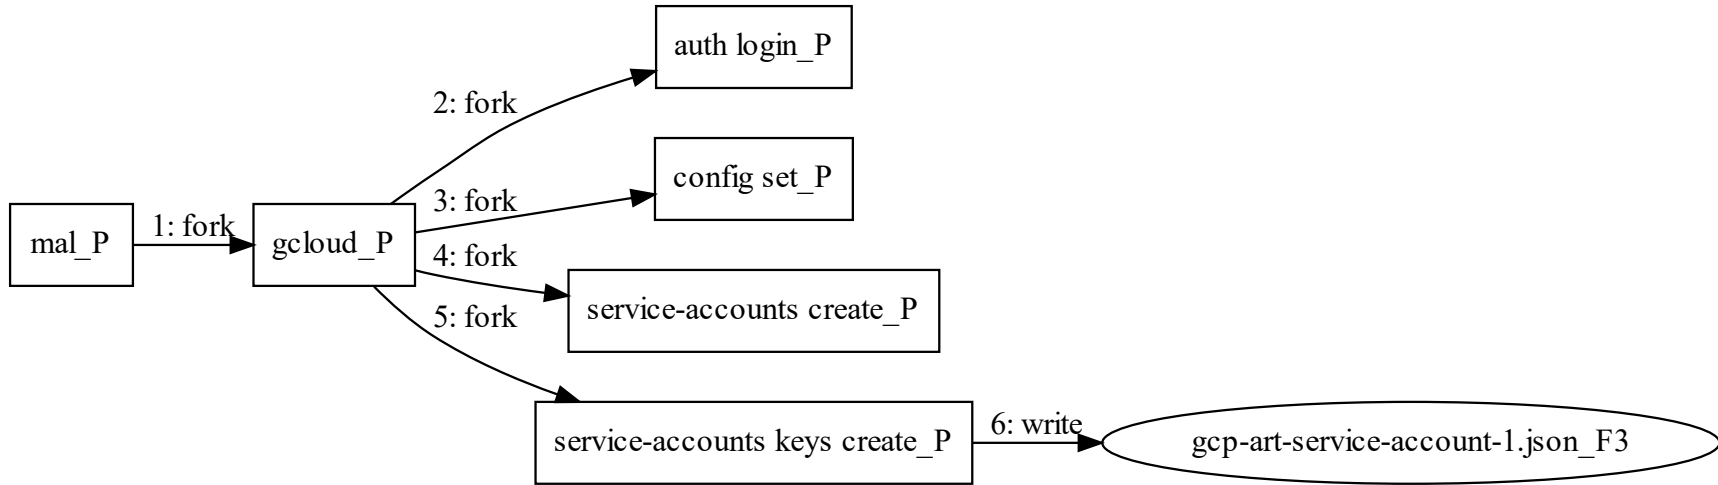 auth login_P
2: fork
config set_P
3: fork
mal_P
1: fork
gcloud_P
4: fork
service-accounts create_P
5: fork
service-accounts keys create_P
6: write
gcp-art-service-account-1.json_F3